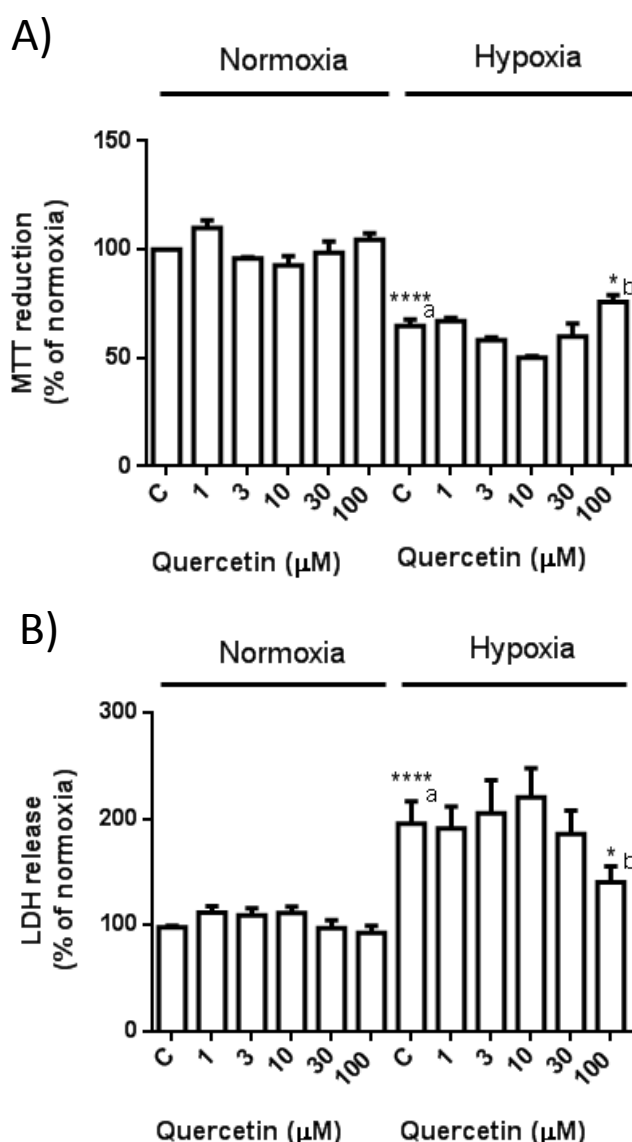 A)
Normoxia Hypoxia
MTT reduction
(% of normoxia)
150
100
50
0
**** a
* b
C 1 3 10 30 100 C 1 3 10 30 100
Quercetin (μM) Quercetin (μM)
B)
Normoxia Hypoxia
LDH release
(% of normoxia)
300
200
100
0
**** a
* b
C 1 3 10 30 100 C 1 3 10 30 100
Quercetin (μM) Quercetin (μM)